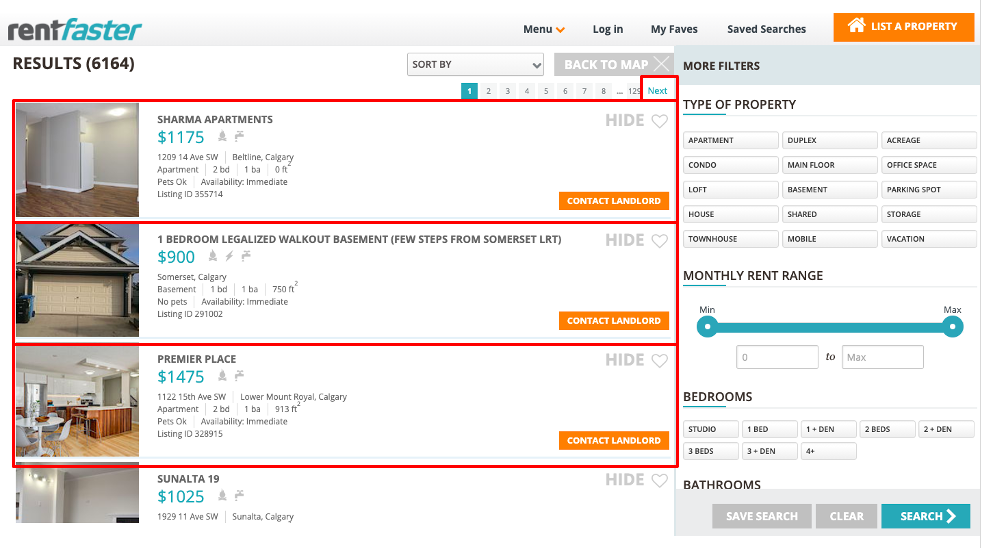 rentfaster
Menu Log in My Faves Saved Searches LIST A PROPERTY
RESULTS (6164)
SORT BY
BACK TO MAP
1 2 3 4 5 6 7 8 ... 129 Next
SHARMA APARTMENTS
HIDE
$1175
1209 14 Ave SW Beltline, Calgary
Apartment 2 bd 1 ba 0 ft2
Pets Ok Availability: Immediate
Listing ID 355714
CONTACT LANDLORD
1 BEDROOM LEGALIZED WALKOUT BASEMENT (FEW STEPS FROM SOMERSET LRT)
HIDE
$900
Somerset, Calgary
Basement 1 bd 1 ba 750 ft2
No pets Availability: Immediate
Listing ID 291002
CONTACT LANDLORD
PREMIER PLACE
HIDE
$1475
1122 15th Ave SW Lower Mount Royal, Calgary
Apartment 2 bd 1 ba 913 ft2
Pets Ok Availability: Immediate
Listing ID 328915
CONTACT LANDLORD
SUNALTA 19
HIDE
$1025
1929 11 Ave SW Sunalta, Calgary
MORE FILTERS
TYPE OF PROPERTY
APARTMENT DUPLEX ACREAGE
CONDO MAIN FLOOR OFFICE SPACE
LOFT BASEMENT PARKING SPOT
HOUSE SHARED STORAGE
TOWNHOUSE MOBILE VACATION
MONTHLY RENT RANGE
Min Max
0 to Max
BEDROOMS
STUDIO 1 BED 1 + DEN 2 BEDS 2 + DEN
3 BEDS 3 + DEN 4+
BATHROOMS
SAVE SEARCH CLEAR SEARCH